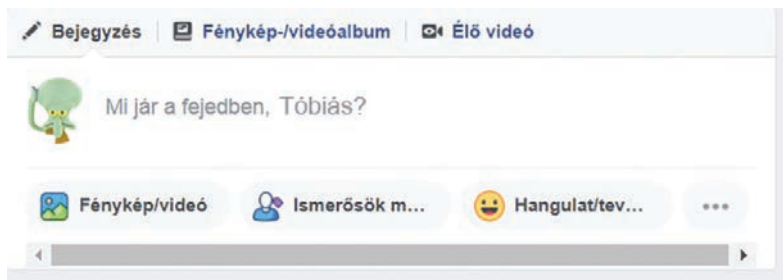 Bejegyzés Fénykép-/videóalbum Élő videó
Mi jár a fejedben, Tóbiás?
Fénykép/videó Ismerősök m... Hangulat/tev...